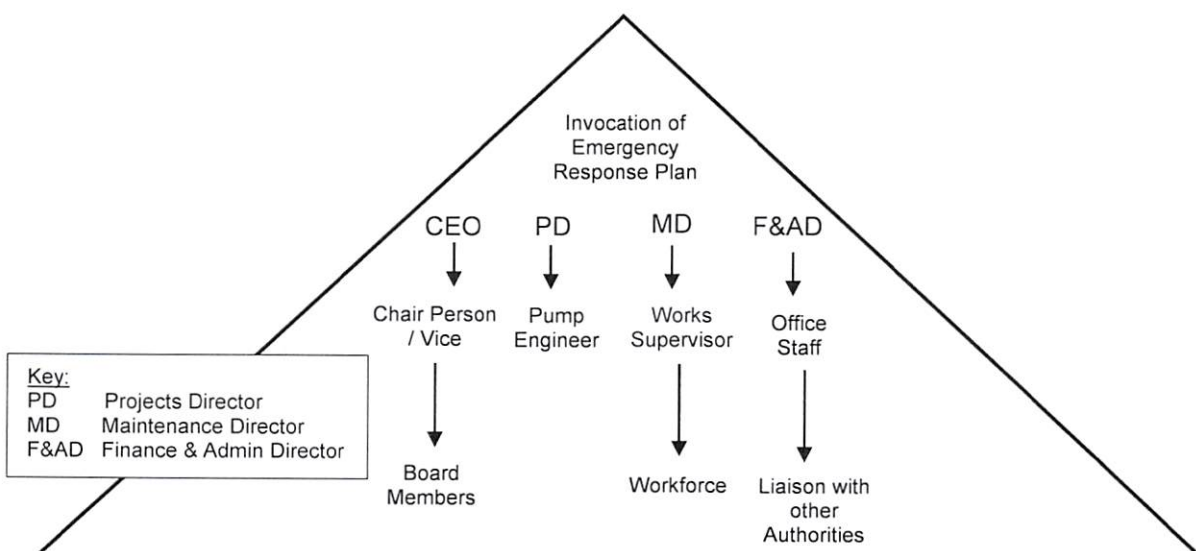 Invocation of
Emergency
Response Plan
CEO PD MD F&AD
Chair Person
/ Vice
Pump
Engineer
Works
Supervisor
Office
Staff
Key:
PD Projects Director
MD Maintenance Director
F&AD Finance & Admin Director
Board
Members
Workforce
Liaison with
other
Authorities